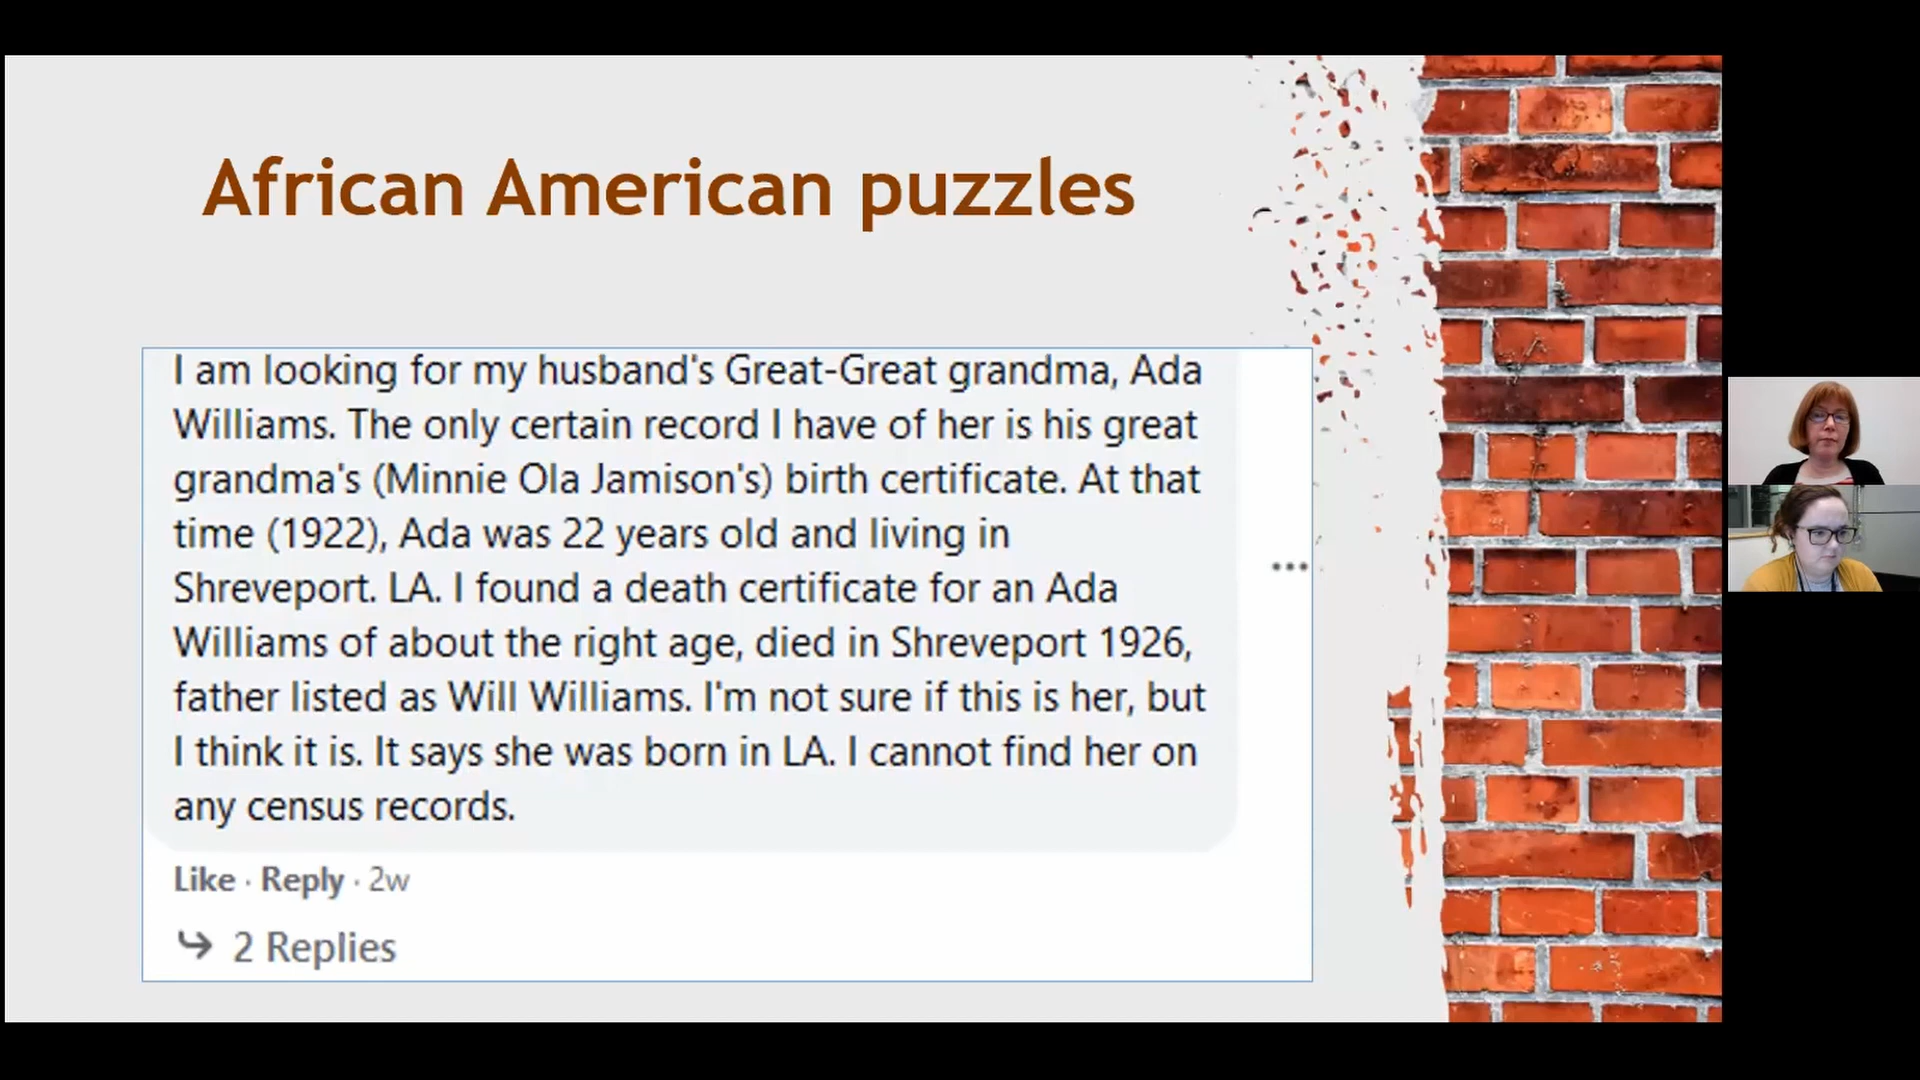 African American puzzles
I am looking for my husband's Great-Great grandma, Ada
Williams. The only certain record I have of her is his great
grandma's (Minnie Ola Jamison's) birth certificate. At that
time (1922), Ada was 22 years old and living in
Shreveport. LA. I found a death certificate for an Ada
Williams of about the right age, died in Shreveport 1926,
father listed as Will Williams. I'm not sure if this is her, but
I think it is. It says she was born in LA. I cannot find her on
any census records.
Like · Reply · 2w
2 Replies